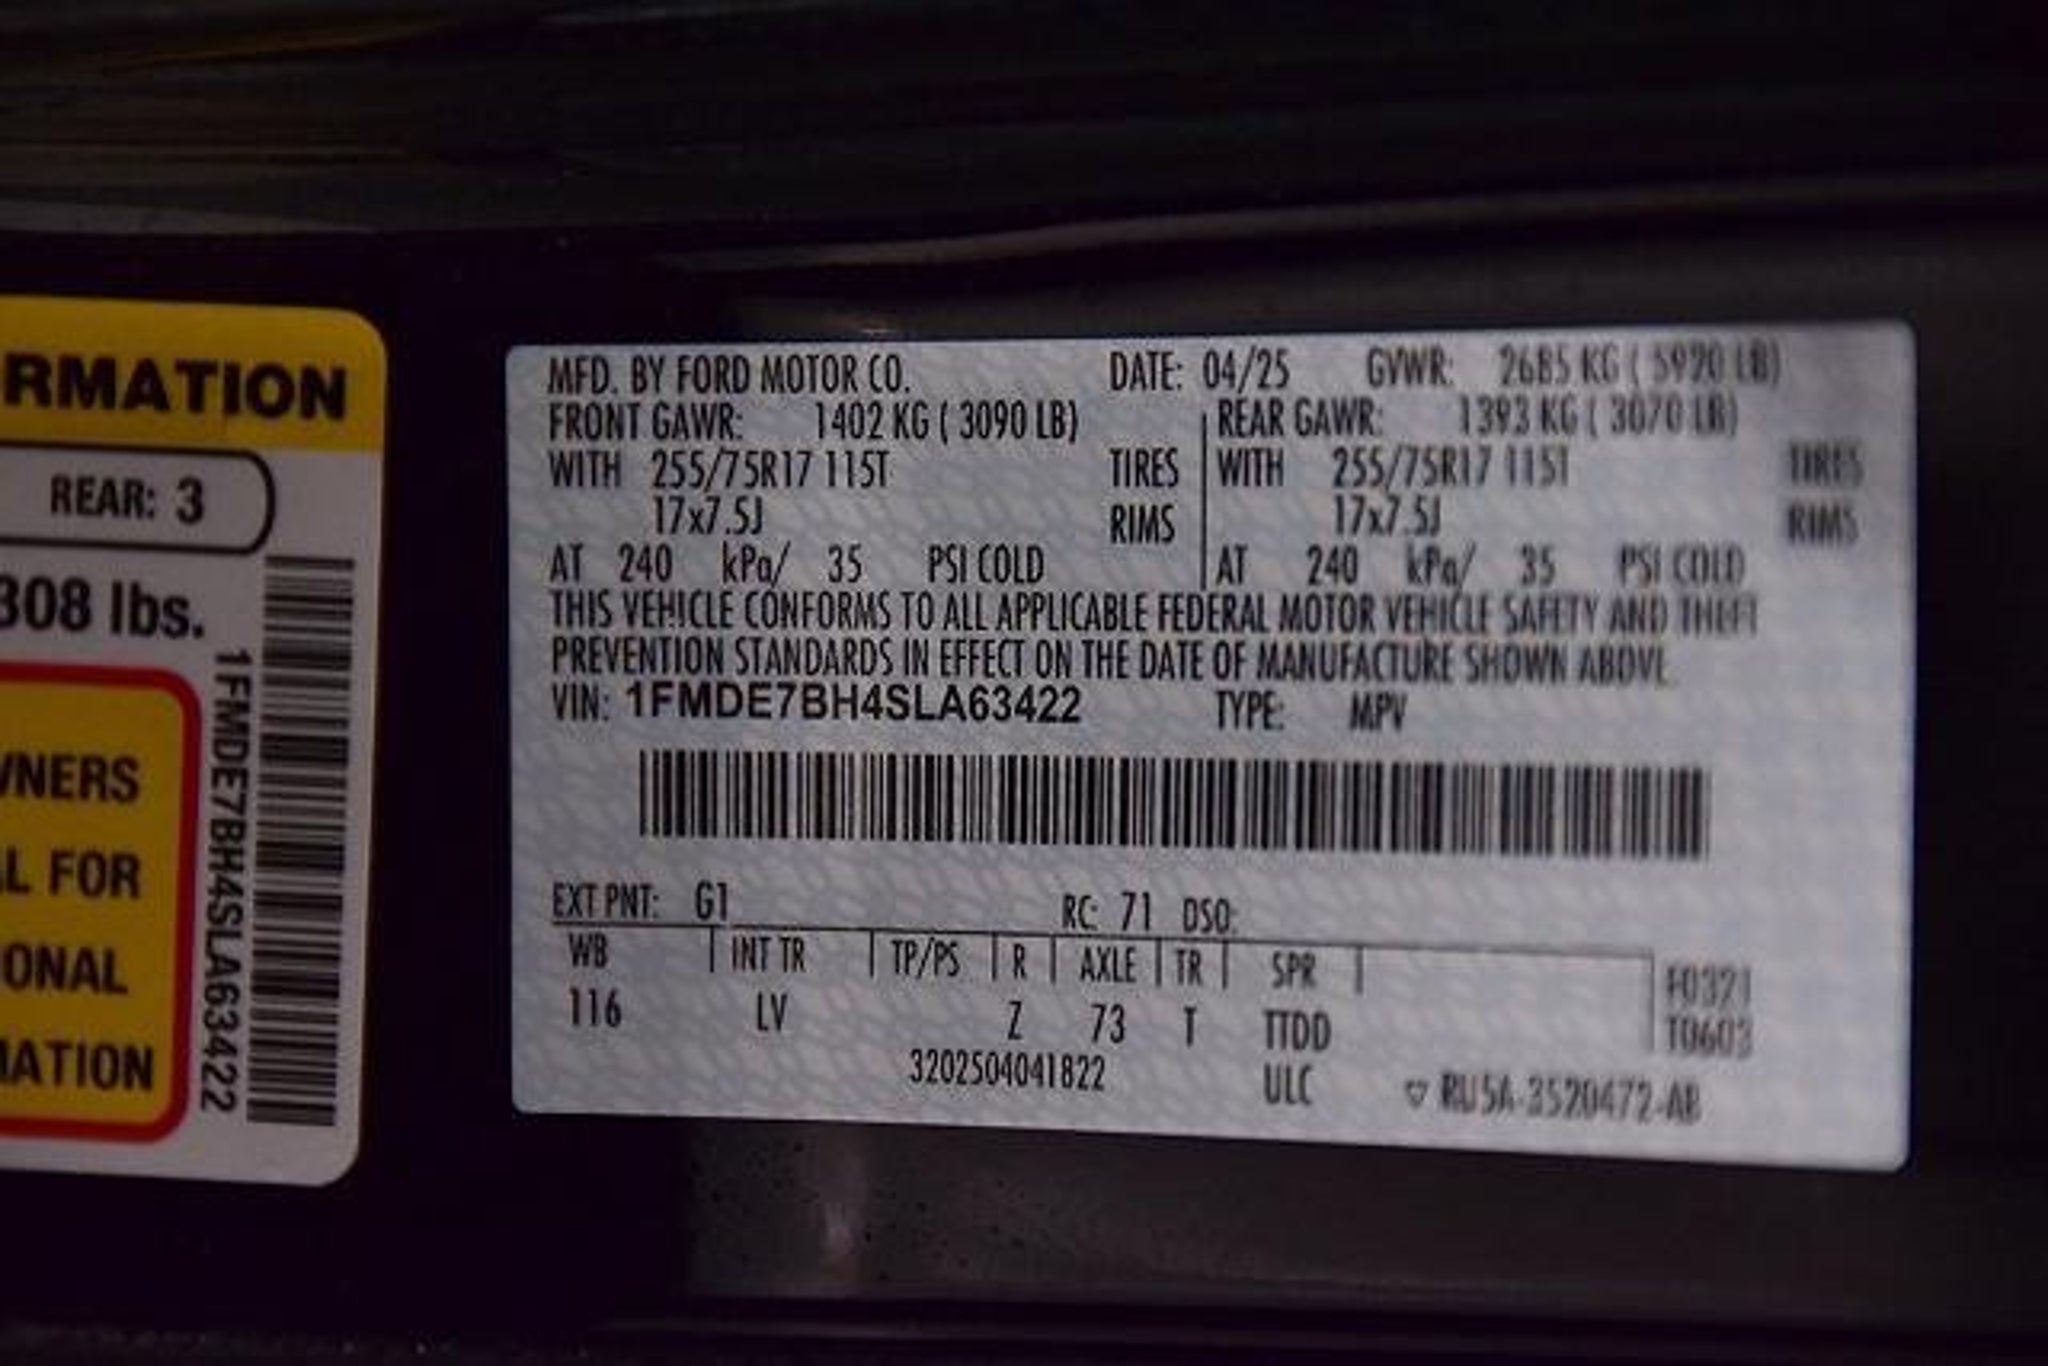 RMATION
REAR: 3
308 lbs.
WNERS
AL FOR
IONAL
MATION
1FMDE7BH4SLA63422
MFD. BY FORD MOTOR CO. DATE: 04/25 GVWR: 2685 KG ( 5920 LB)
FRONT GAWR: 1402 KG ( 3090 LB) REAR GAWR: 1393 KG ( 3070 LB)
WITH 255/75R17 115T TIRES WITH 255/75R17 115T TIRES
17x7.5J RIMS 17x7.5J RIMS
AT 240 kPa/ 35 PSI COLD AT 240 kPa/ 35 PSI COLD
THIS VEHICLE CONFORMS TO ALL APPLICABLE FEDERAL MOTOR VEHICLE SAFETY AND THEFT
PREVENTION STANDARDS IN EFFECT ON THE DATE OF MANUFACTURE SHOWN ABOVE.
VIN: 1FMDE7BH4SLA63422 TYPE: MPV
EXT PNT: G1 RC: 71 DSO:
WB INT TR TP/PS R AXLE TR SPR F0321
116 LV Z 73 T TTDD T0603
3202504041822 ULC RU5A-3520472-AB